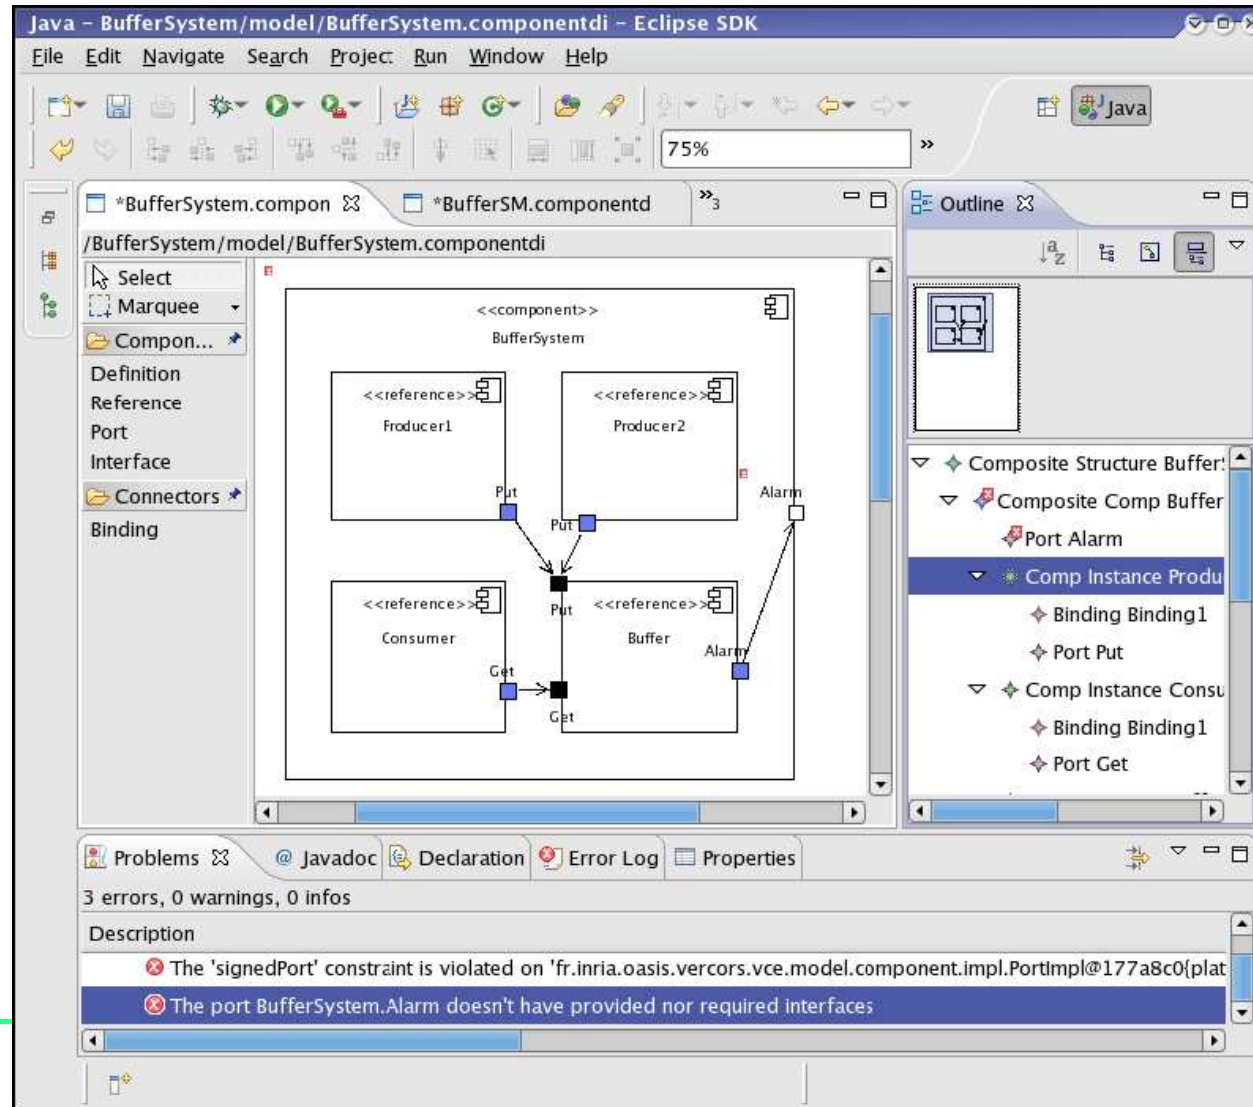 Java – BufferSystem/model/BufferSystem.componentdi – Eclipse SDK
File Edit Navigate Search Project Run Window Help
Java
75%
»
*BufferSystem.compon
*BufferSM.componentd
»3
Outline
/BufferSystem/model/BufferSystem.componentdi
Select
Marquee
Compon...
Definition
Reference
Port
Interface
Connectors
Binding
<<component>>
BufferSystem
<<reference>>
Producer1
<<reference>>
Producer2
Put
Put
Alarm
<<reference>>
Consumer
Put
<<reference>>
Buffer
Alarm
Get
Get
Composite Structure Buffer
Composite Comp Buffer
Port Alarm
Comp Instance Produ
Binding Binding1
Port Put
Comp Instance Consu
Binding Binding1
Port Get
Problems
@ Javadoc
Declaration
Error Log
Properties
3 errors, 0 warnings, 0 infos
Description
The 'signedPort' constraint is violated on 'fr.inria.oasis.vercors.vce.model.component.impl.PortImpl@177a8c0{plat
The port BufferSystem.Alarm doesn't have provided nor required interfaces